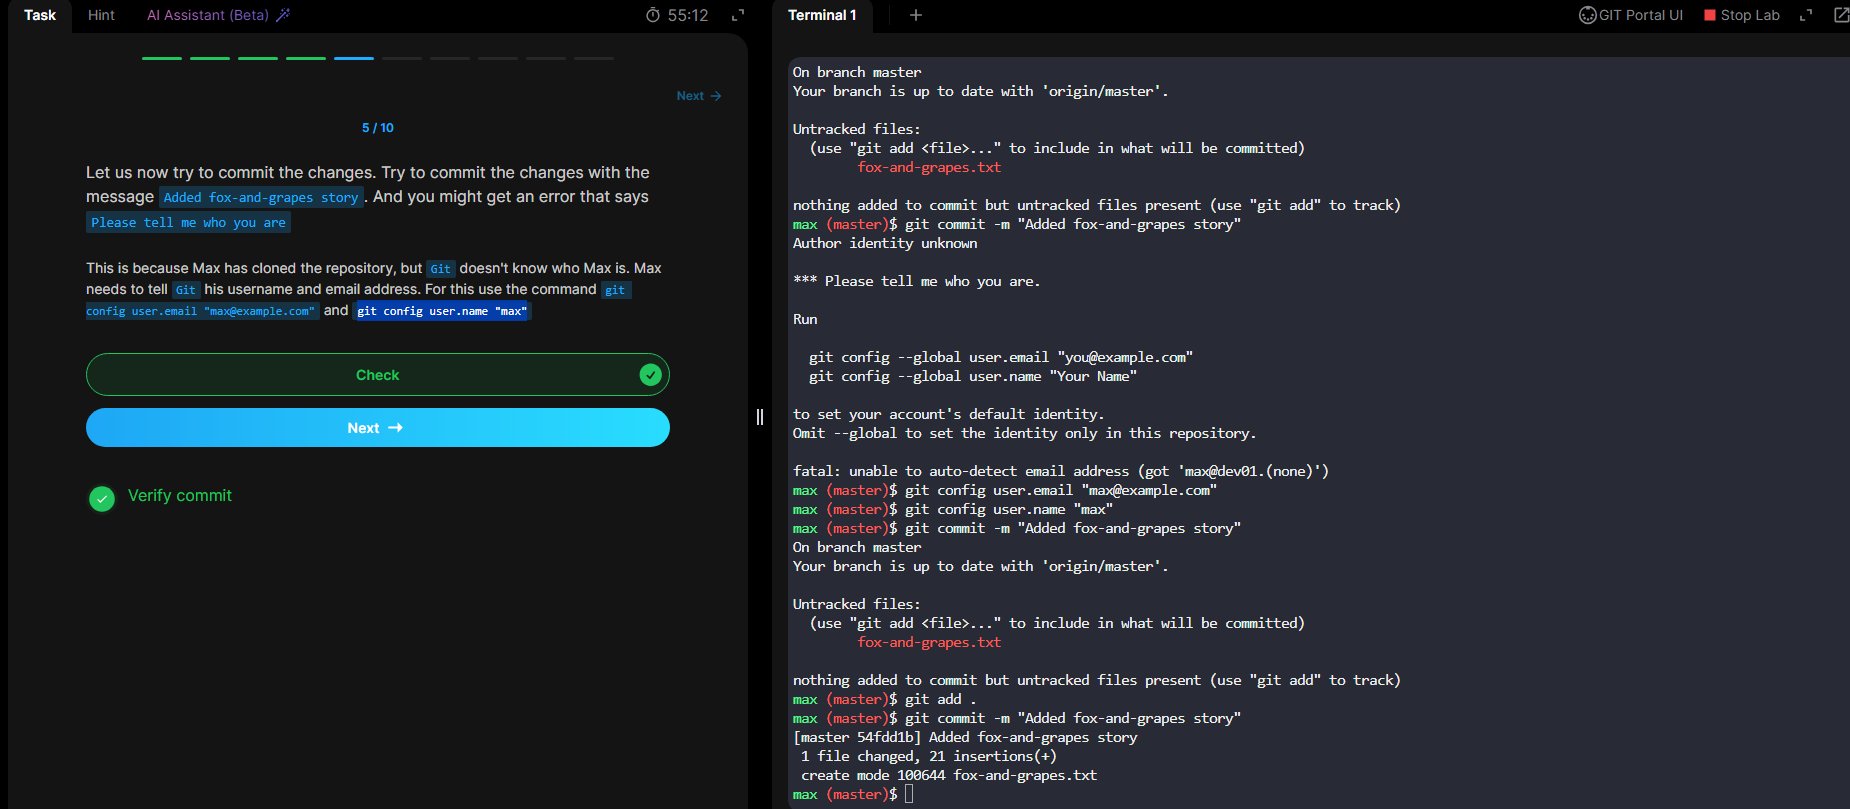 Task Hint AI Assistant (Beta) 55:12
Next →
5 / 10
Let us now try to commit the changes. Try to commit the changes with the
message Added fox-and-grapes story . And you might get an error that says
Please tell me who you are
This is because Max has cloned the repository, but Git doesn't know who Max is. Max
needs to tell Git his username and email address. For this use the command git
config user.email "max@example.com" and git config user.name "max"
Check
Next →
Verify commit
Terminal 1 + GIT Portal UI Stop Lab
On branch master
Your branch is up to date with 'origin/master'.
Untracked files:
(use "git add <file>..." to include in what will be committed)
fox-and-grapes.txt
nothing added to commit but untracked files present (use "git add" to track)
max (master)$ git commit -m "Added fox-and-grapes story"
Author identity unknown
*** Please tell me who you are.
Run
git config --global user.email "you@example.com"
git config --global user.name "Your Name"
to set your account's default identity.
Omit --global to set the identity only in this repository.
fatal: unable to auto-detect email address (got 'max@dev01.(none)')
max (master)$ git config user.email "max@example.com"
max (master)$ git config user.name "max"
max (master)$ git commit -m "Added fox-and-grapes story"
On branch master
Your branch is up to date with 'origin/master'.
Untracked files:
(use "git add <file>..." to include in what will be committed)
fox-and-grapes.txt
nothing added to commit but untracked files present (use "git add" to track)
max (master)$ git add .
max (master)$ git commit -m "Added fox-and-grapes story"
[master 54fdd1b] Added fox-and-grapes story
1 file changed, 21 insertions(+)
create mode 100644 fox-and-grapes.txt
max (master)$